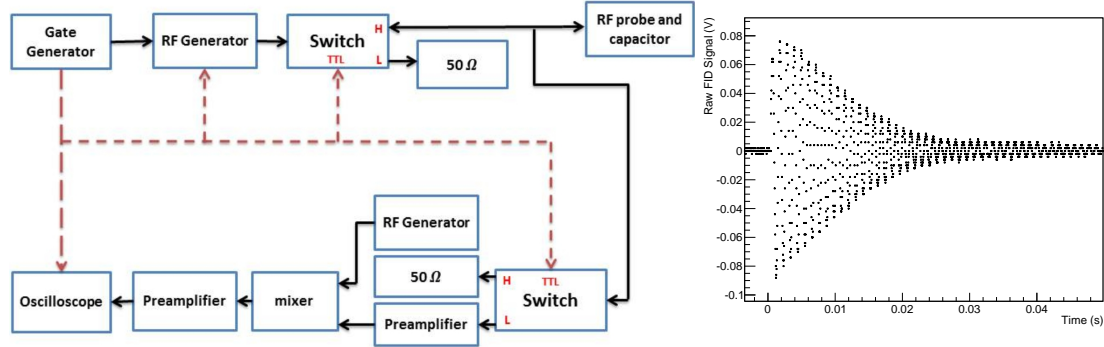 Gate
Generator
RF Generator
Switch
H
TTL
L
50 Ω
RF probe and
capacitor
RF Generator
50 Ω
H
TTL
Switch
L
Preamplifier
mixer
Preamplifier
Oscilloscope
Raw FID Signal (V)
0.08
0.06
0.04
0.02
0
-0.02
-0.04
-0.06
-0.08
-0.1
0
0.01
0.02
0.03
0.04
Time (s)